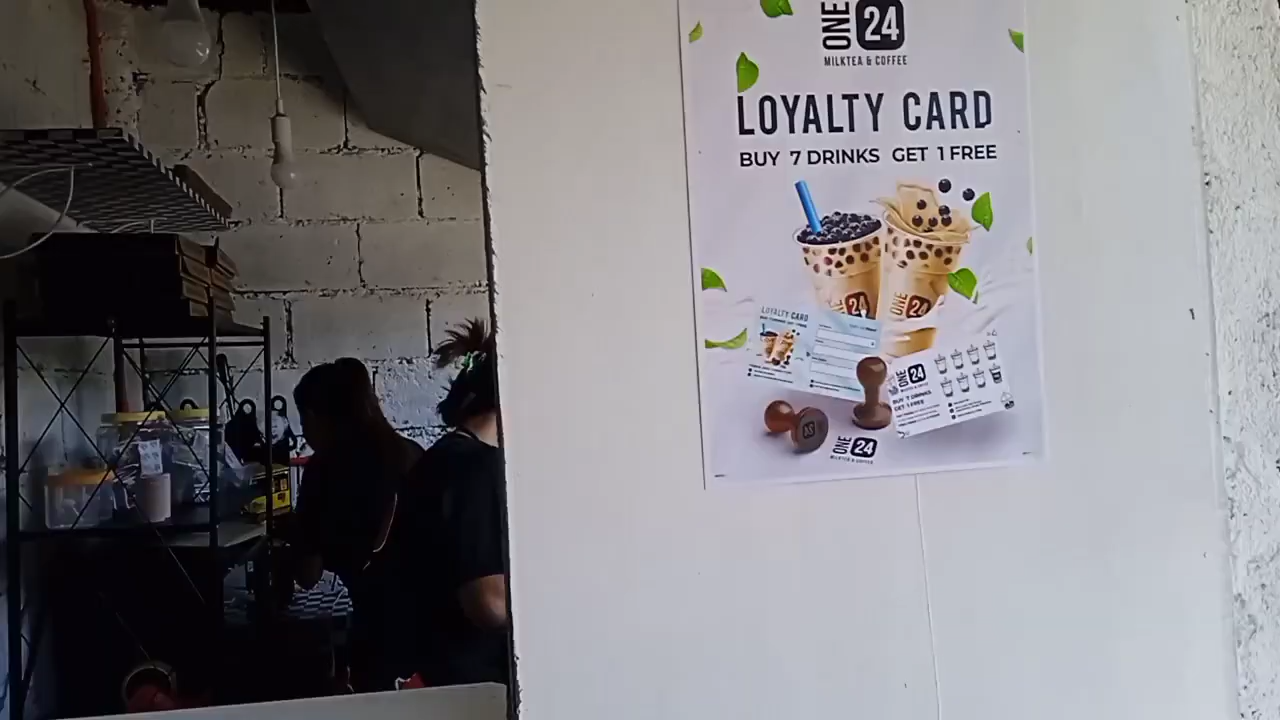 ONE 24
MILKTEA & COFFEE
LOYALTY CARD
BUY 7 DRINKS GET 1 FREE
24
ONE 24
LOYALTY CARD
ONE 24
BUY 7 DRINKS
GET 1 FREE
ONE 24
MILKTEA & COFFEE